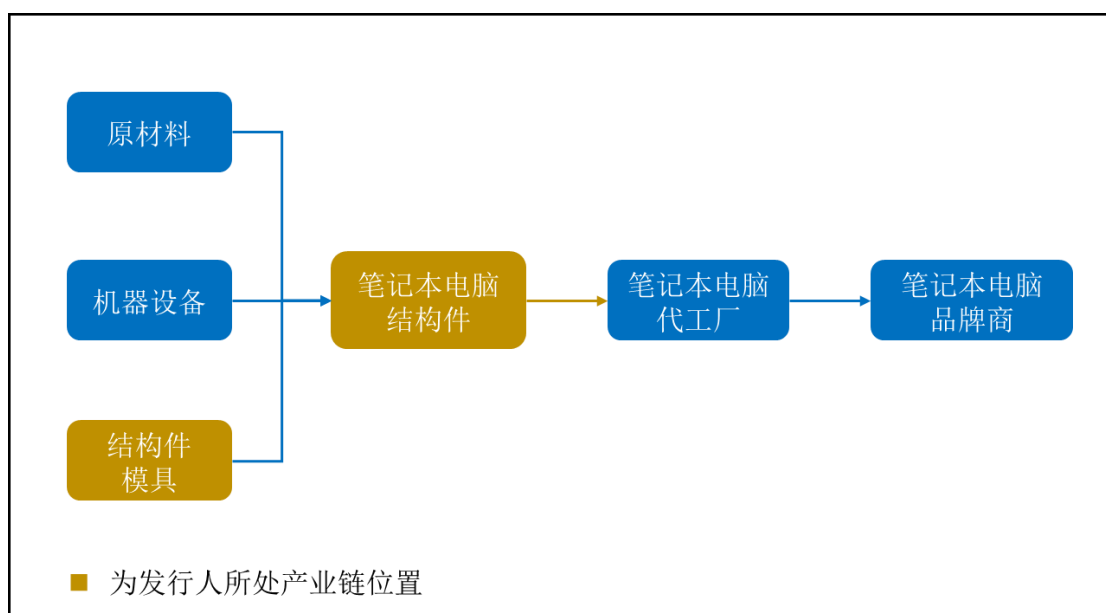 原材料
机器设备
结构件
模具
笔记本电脑
结构件
笔记本电脑
代工厂
笔记本电脑
品牌商
为发行人所处产业链位置